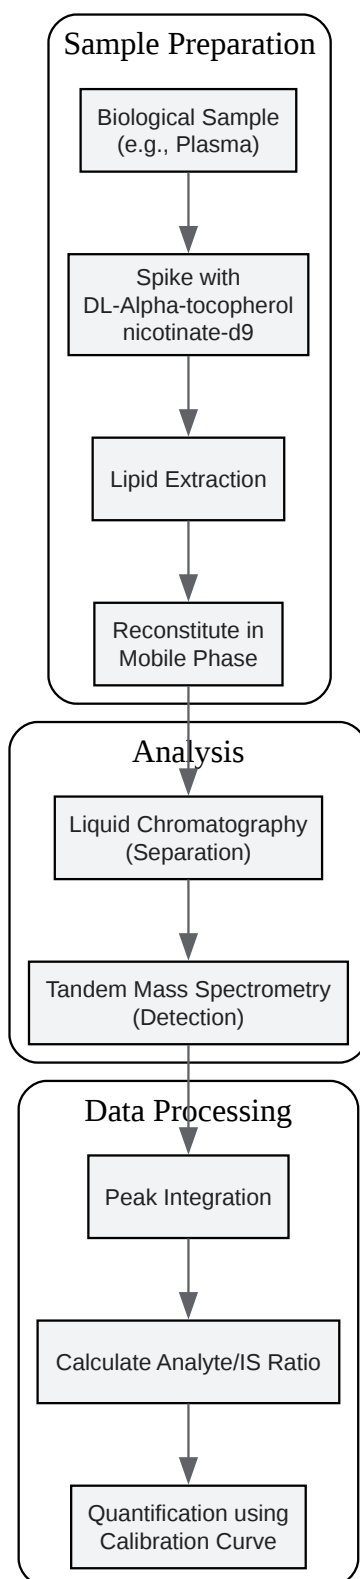 Sample Preparation
Biological Sample
(e.g., Plasma)
Spike with
DL-Alpha-tocopherol
nicotinate-d9
Lipid Extraction
Reconstitute in
Mobile Phase
Analysis
Liquid Chromatography
(Separation)
Tandem Mass Spectrometry
(Detection)
Data Processing
Peak Integration
Calculate Analyte/IS Ratio
Quantification using
Calibration Curve